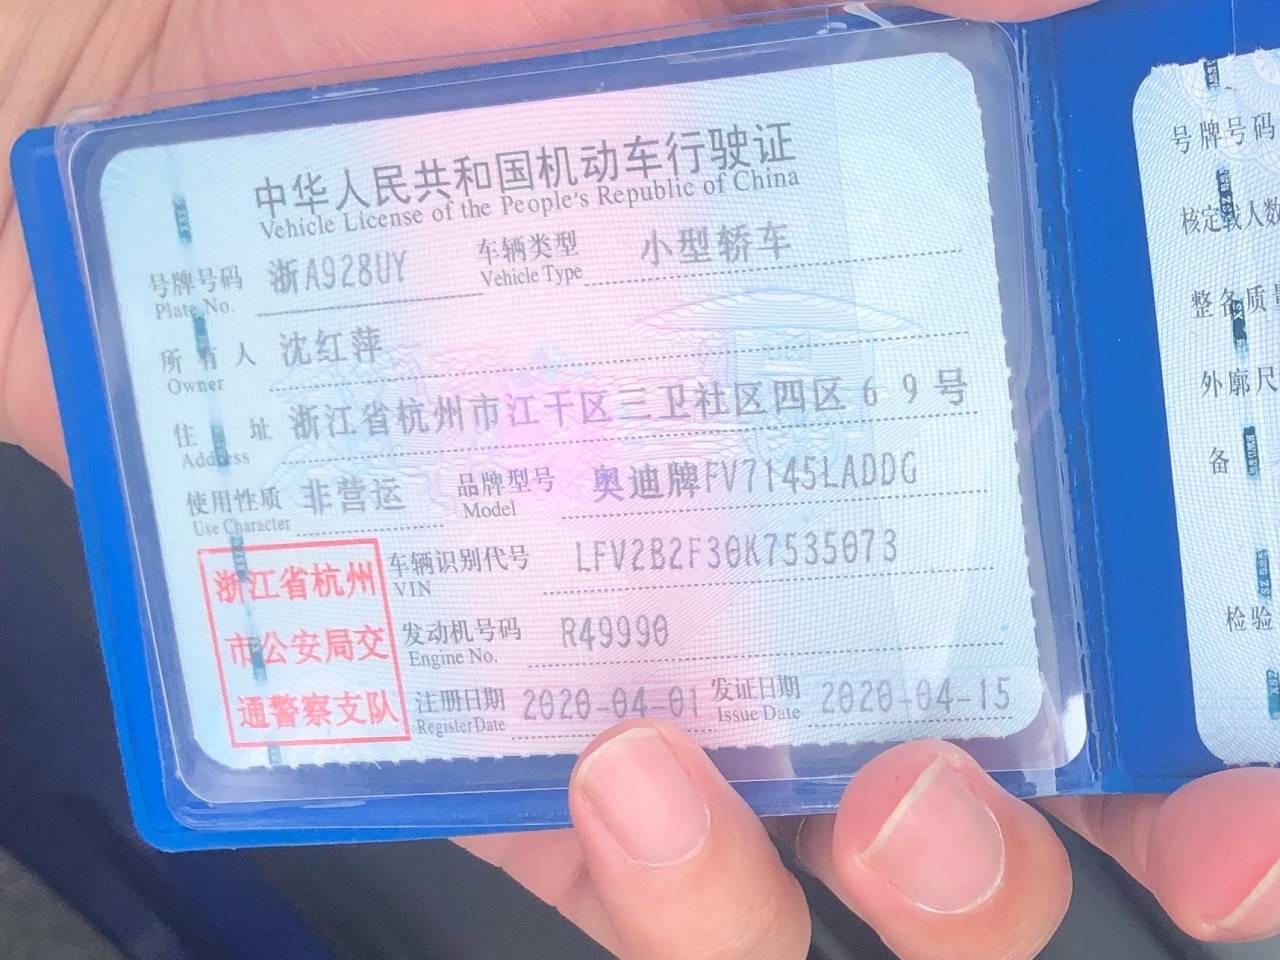 中华人民共和国机动车行驶证
Vehicle License of the People's Republic of China
号牌号码 浙A928UY 车辆类型 小型轿车
Plate No. Vehicle Type
所有人 沈红萍
Owner
住址 浙江省杭州市江干区三卫社区四区69号
Address
使用性质 非营运 品牌型号 奥迪牌FV7145LADDG
Use Character Model
浙江省杭州
市公安局交
通警察支队
车辆识别代号 LFV2B2F30K7535073
VIN
发动机号码 R49990
Engine No.
注册日期 2020-04-01 发证日期 2020-04-15
Register Date Issue Date
号牌号码
核定载人数
整备质量
外廓尺
备
检验